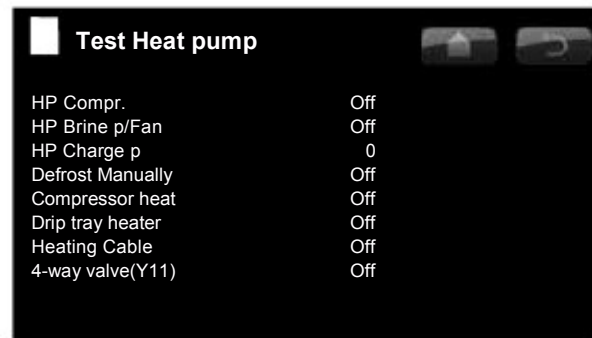 Test Heat pump
HP Compr. Off
HP Brine p/Fan Off
HP Charge p 0
Defrost Manually Off
Compressor heat Off
Drip tray heater Off
Heating Cable Off
4-way valve(Y11) Off